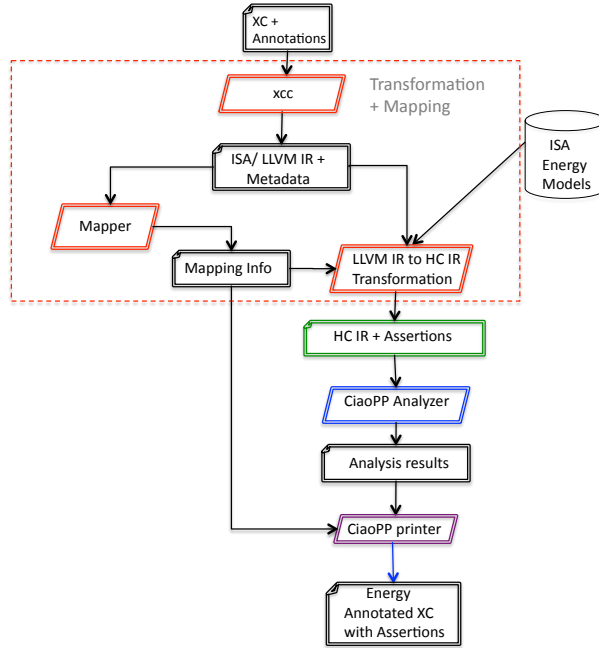 XC +
Annotations
Transformation
+ Mapping
xcc
ISA
Energy
Models
ISA/ LLVM IR +
Metadata
Mapper
Mapping Info
LLVM IR to HC IR
Transformation
HC IR + Assertions
CiaoPP Analyzer
Analysis results
CiaoPP printer
Energy
Annotated XC
with Assertions